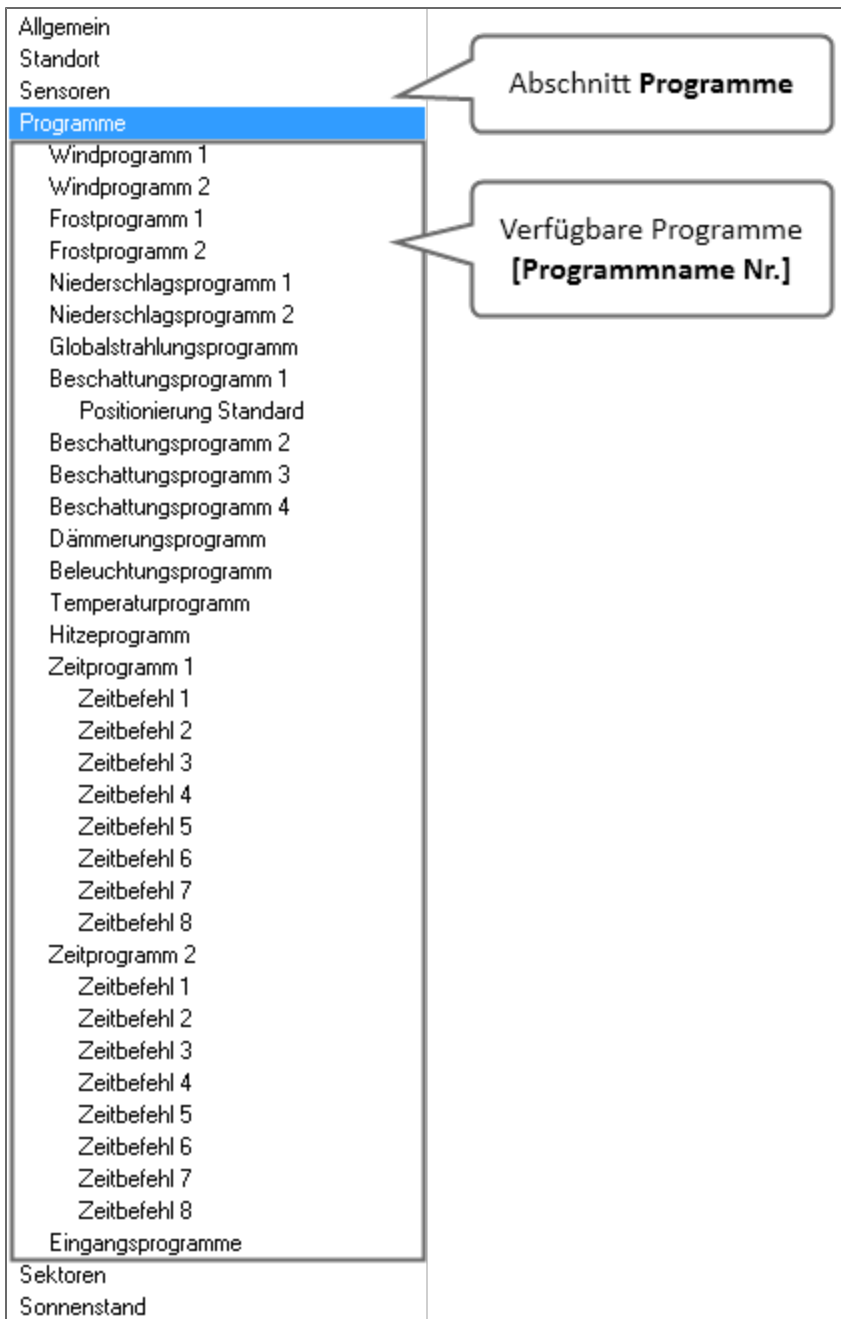 Allgemein
Standort
Sensoren
Programme
Windprogramm 1
Windprogramm 2
Frostprogramm 1
Frostprogramm 2
Niederschlagsprogramm 1
Niederschlagsprogramm 2
Globalstrahlungsprogramm
Beschattungsprogramm 1
Positionierung Standard
Beschattungsprogramm 2
Beschattungsprogramm 3
Beschattungsprogramm 4
Dämmerungsprogramm
Beleuchtungsprogramm
Temperaturprogramm
Hitzeprogramm
Zeitprogramm 1
Zeitbefehl 1
Zeitbefehl 2
Zeitbefehl 3
Zeitbefehl 4
Zeitbefehl 5
Zeitbefehl 6
Zeitbefehl 7
Zeitbefehl 8
Zeitprogramm 2
Zeitbefehl 1
Zeitbefehl 2
Zeitbefehl 3
Zeitbefehl 4
Zeitbefehl 5
Zeitbefehl 6
Zeitbefehl 7
Zeitbefehl 8
Eingangsprogramme
Sektoren
Sonnenstand
Abschnitt Programme
Verfügbare Programme
[Programmname Nr.]